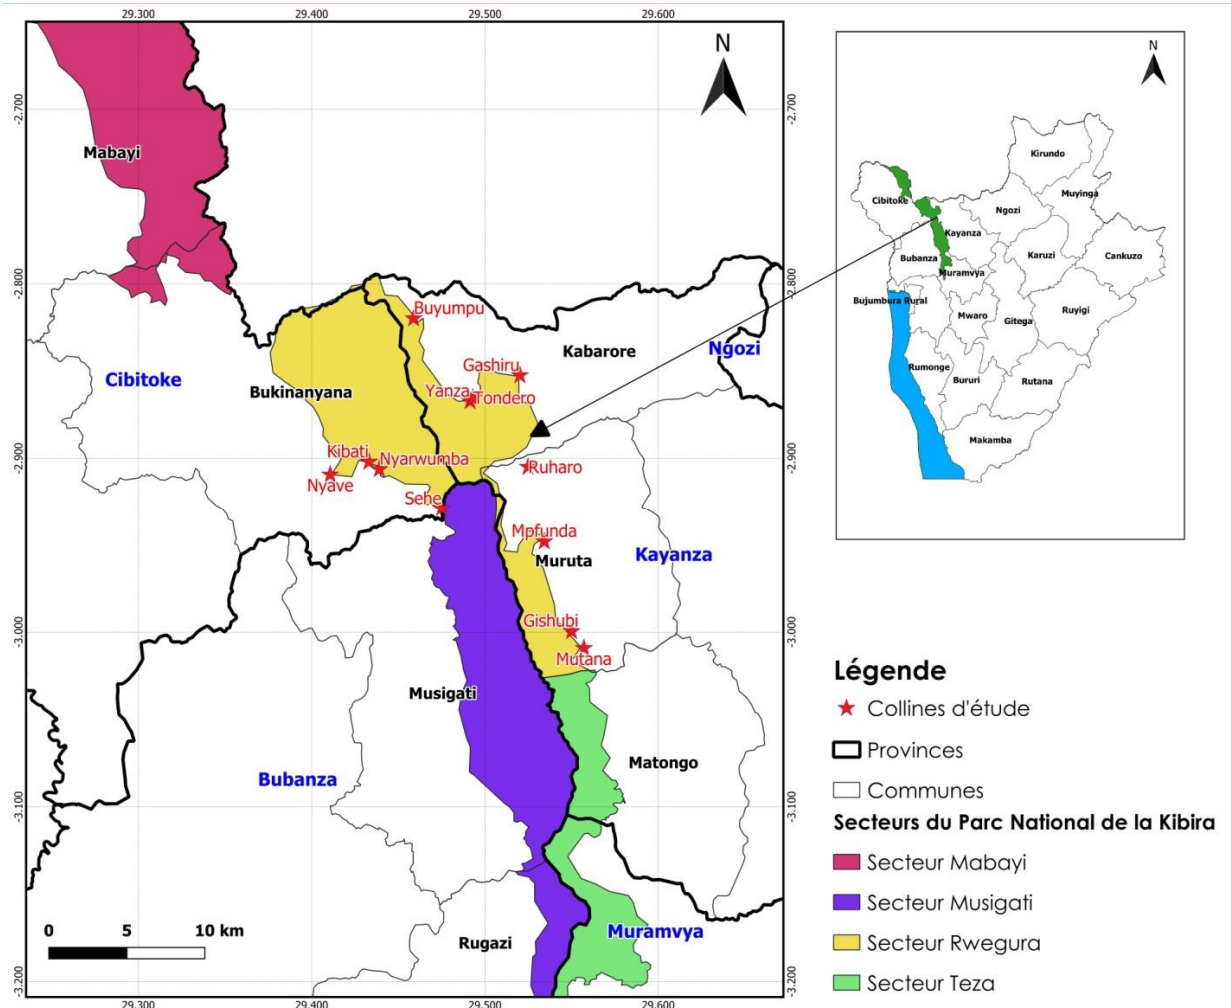 29.300
29.400
29.500
29.600
-2.700
-2.700
-2.800
-2.800
-2.900
-2.900
-3.000
-3.000
-3.100
-3.100
-3.200
-3.200
N
Mabayi
Buyumpu
Cibitoke
Kabarore
Ngozi
Gashiru
Bukinanyana
Yanza
Tondero
Kibati
Nyarwumba
Ruharo
Nyave
Sehe
Mpfunda
Muruta
Kayanza
Gishubi
Mutana
Musigati
Matongo
Bubanza
0 5 10 km
Rugazi
Muramvya
29.300
29.400
29.500
29.600
N
Kirundo
Muyinga
Cibitoke
Ngozi
Kayanza
Karuzi
Cankuzo
Bubanza
Muramvya
Bujumbura Rural
Mwaro
Gitega
Ruyigi
Rumonge
Bururi
Rutana
Makamba
Légende
Collines d'étude
Provinces
Communes
Secteurs du Parc National de la Kibira
Secteur Mabayi
Secteur Musigati
Secteur Rwegura
Secteur Teza